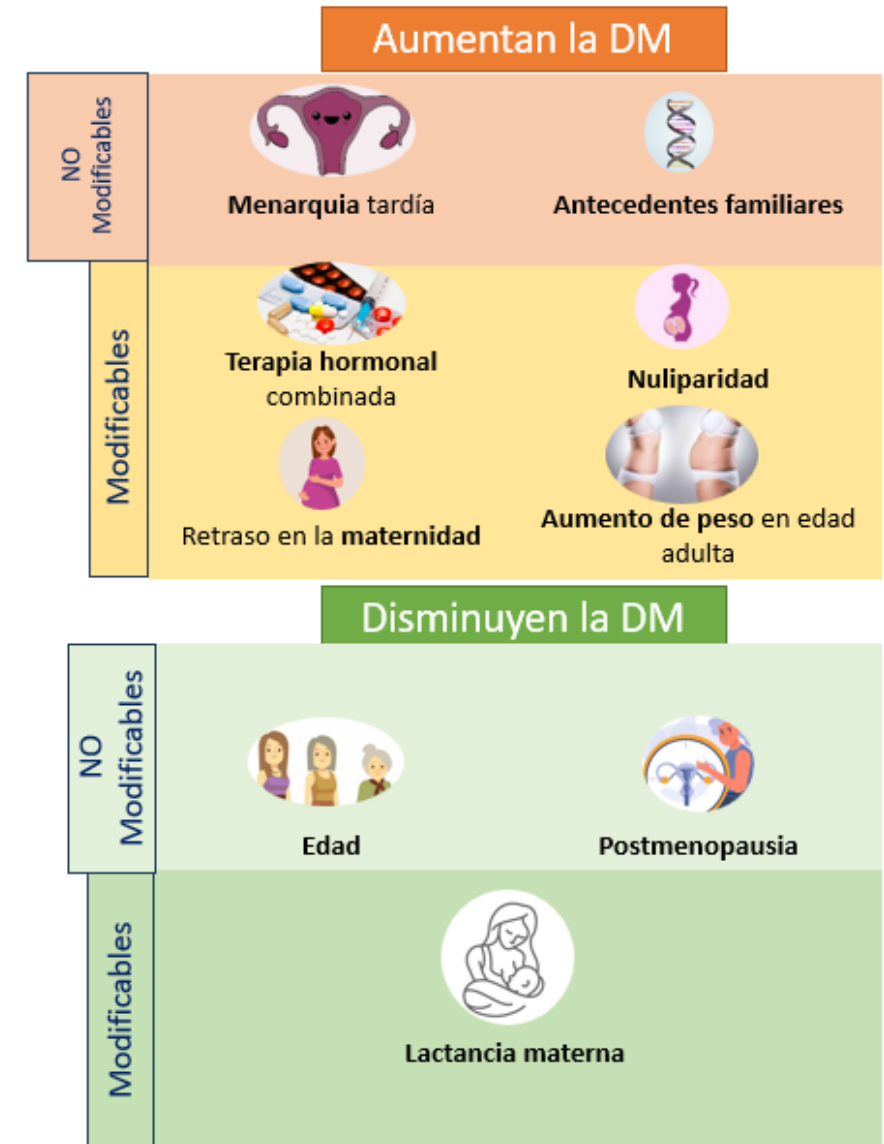 Aumentan la DM
NO
Modificables
Menarquia tardía
Antecedentes familiares
Modificables
Terapia hormonal
combinada
Nuliparidad
Retraso en la maternidad
Aumento de peso en edad
adulta
Disminuyen la DM
NO
Modificables
Edad
Postmenopausia
Modificables
Lactancia materna